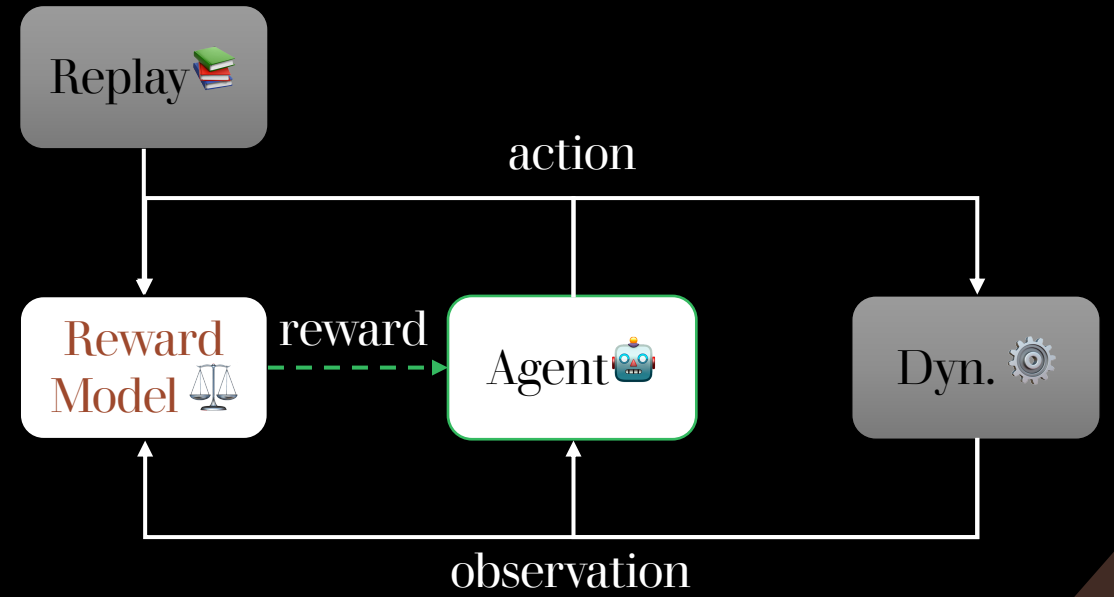 Replay
action
Reward
Model
reward
Agent
Dyn.
observation